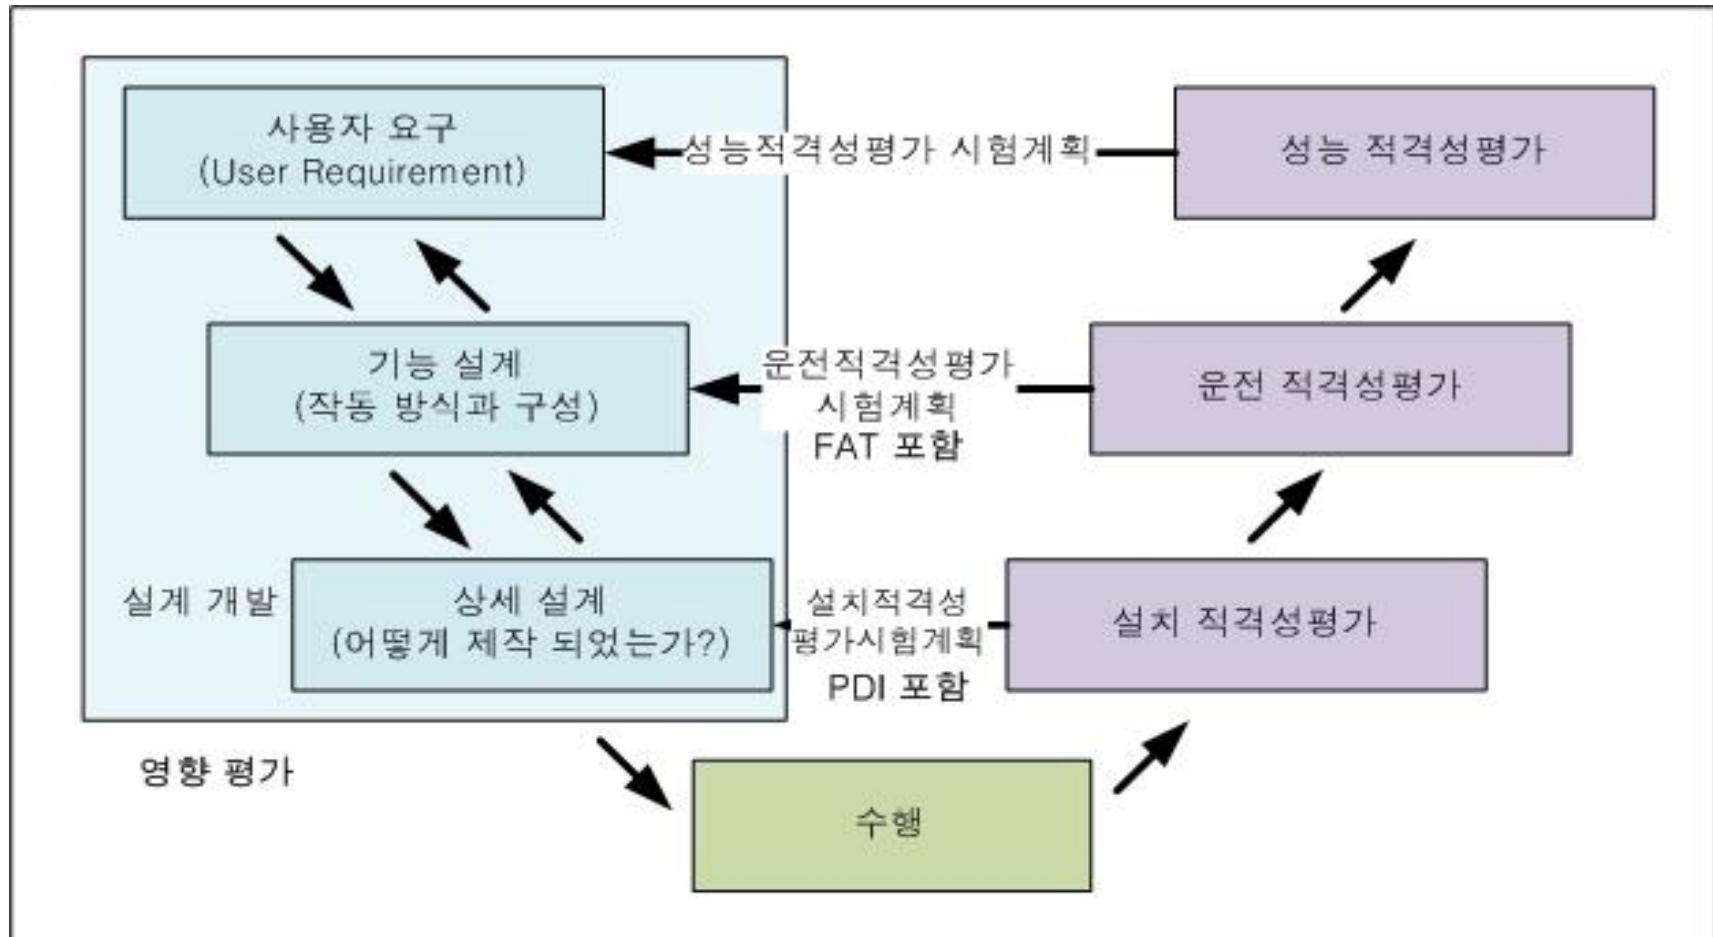 사용자 요구
(User Requirement)
성능적격성평가 시험계획
성능 적격성평가
기능 설계
(작동 방식과 구성)
운전적격성평가
시험계획
FAT 포함
운전 적격성평가
설계 개발
상세 설계
(어떻게 제작 되었는가?)
설치적격성
평가시험계획
PDI 포함
설치 적격성평가
영향 평가
수행